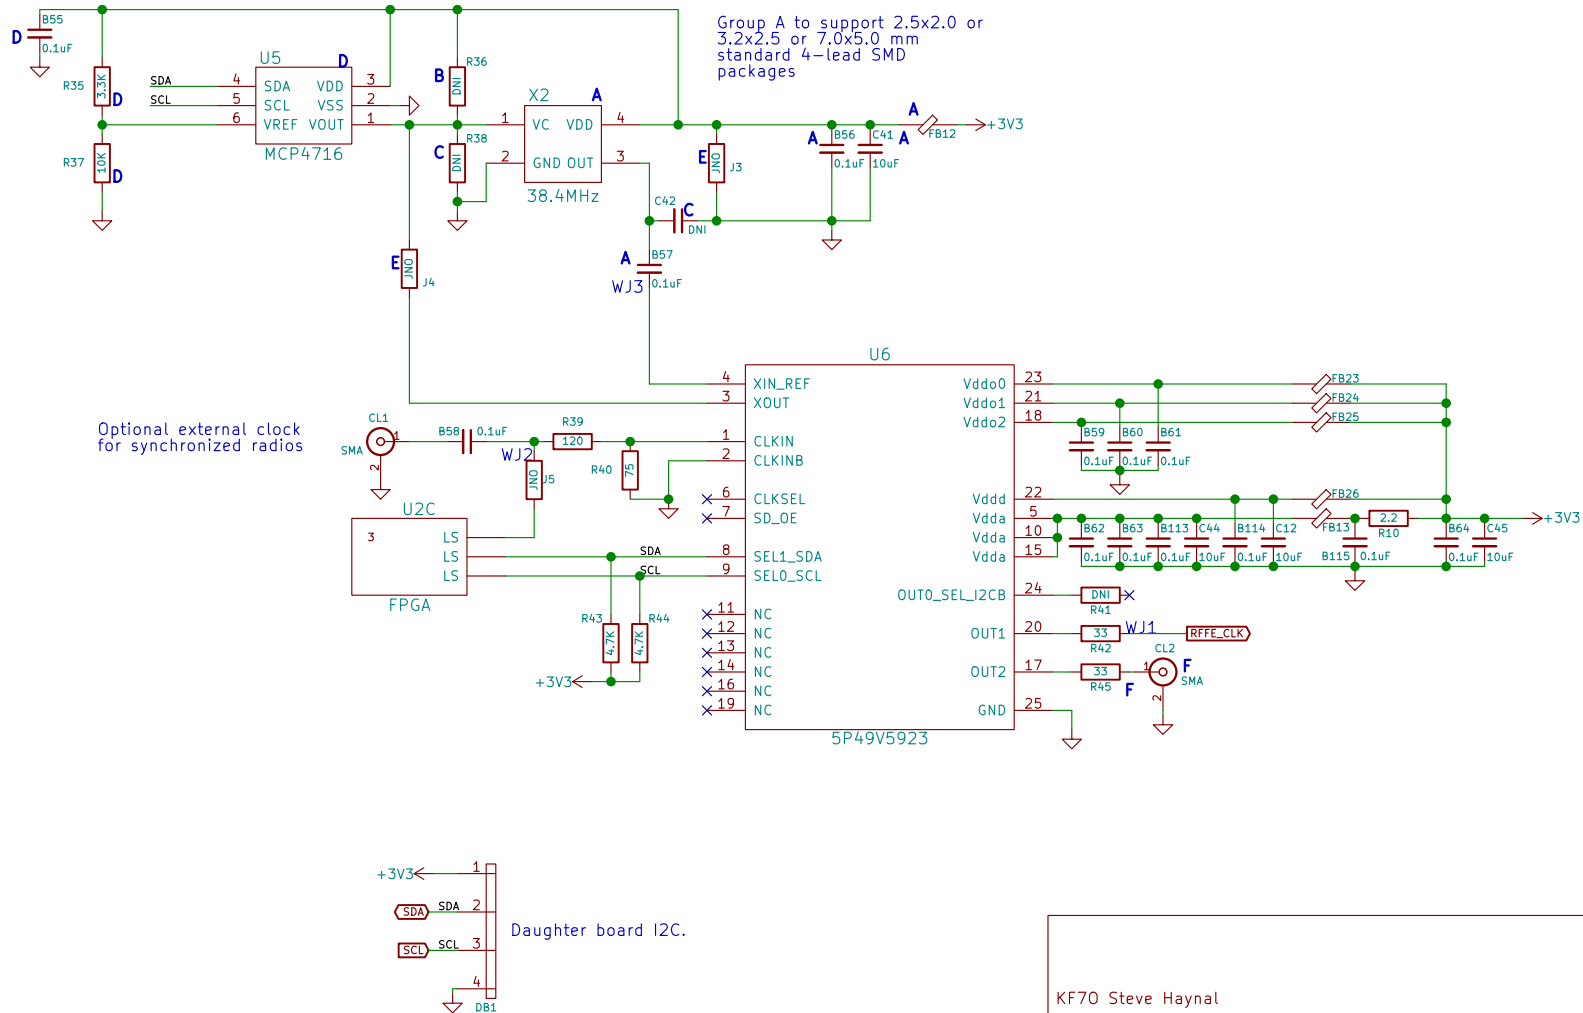 Group A to support 2.5x2.0 or
3.2x2.5 or 7.0x5.0 mm
standard 4-lead SMD
packages
B55
D
0.1uF
R35
3.3K
D
R37
10K
D
U5
D
SDA
4
SDA
VDD
3
SCL
5
SCL
VSS
2
6
VREF
VOUT
1
MCP4716
R36
B
DNI
R38
C
DNI
X2
A
1
VC
VDD
4
2
GND
OUT
3
38.4MHz
E
JNO
J3
A
B56
0.1uF
C41
10uF
A
A
FB12
+3V3
C42
C
DNI
A
B57
0.1uF
WJ3
E
JNO
J4
U6
4
XIN_REF
3
XOUT
1
CLKIN
2
CLKINB
6
CLKSEL
7
SD_OE
8
SEL1_SDA
9
SEL0_SCL
11
NC
12
NC
13
NC
14
NC
16
NC
19
NC
Vddo0
23
Vddo1
21
Vddo2
18
Vddd
22
Vdda
5
Vdda
10
Vdda
15
OUT0_SEL_I2CB
24
OUT1
20
OUT2
17
GND
25
5P49V5923
Optional external clock
for synchronized radios
CL1
SMA
1
2
B58
0.1uF
WJ2
R39
120
R40
75
JNO
J5
U2C
3
LS
LS
LS
FPGA
SDA
SCL
R43
4.7K
R44
4.7K
+3V3
FB23
FB24
FB25
B59
0.1uF
B60
0.1uF
B61
0.1uF
FB26
FB13
2.2
R10
+3V3
B62
0.1uF
B63
0.1uF
B113
0.1uF
C44
10uF
B114
0.1uF
C12
10uF
B115
0.1uF
B64
0.1uF
C45
10uF
DNI
R41
33
R42
WJ1
RFFE_CLK
33
R45
F
CL2
F
SMA
1
2
+3V3
1
SDA
SDA
2
SCL
SCL
3
4
DB1
Daughter board I2C.
KF7O Steve Haynal